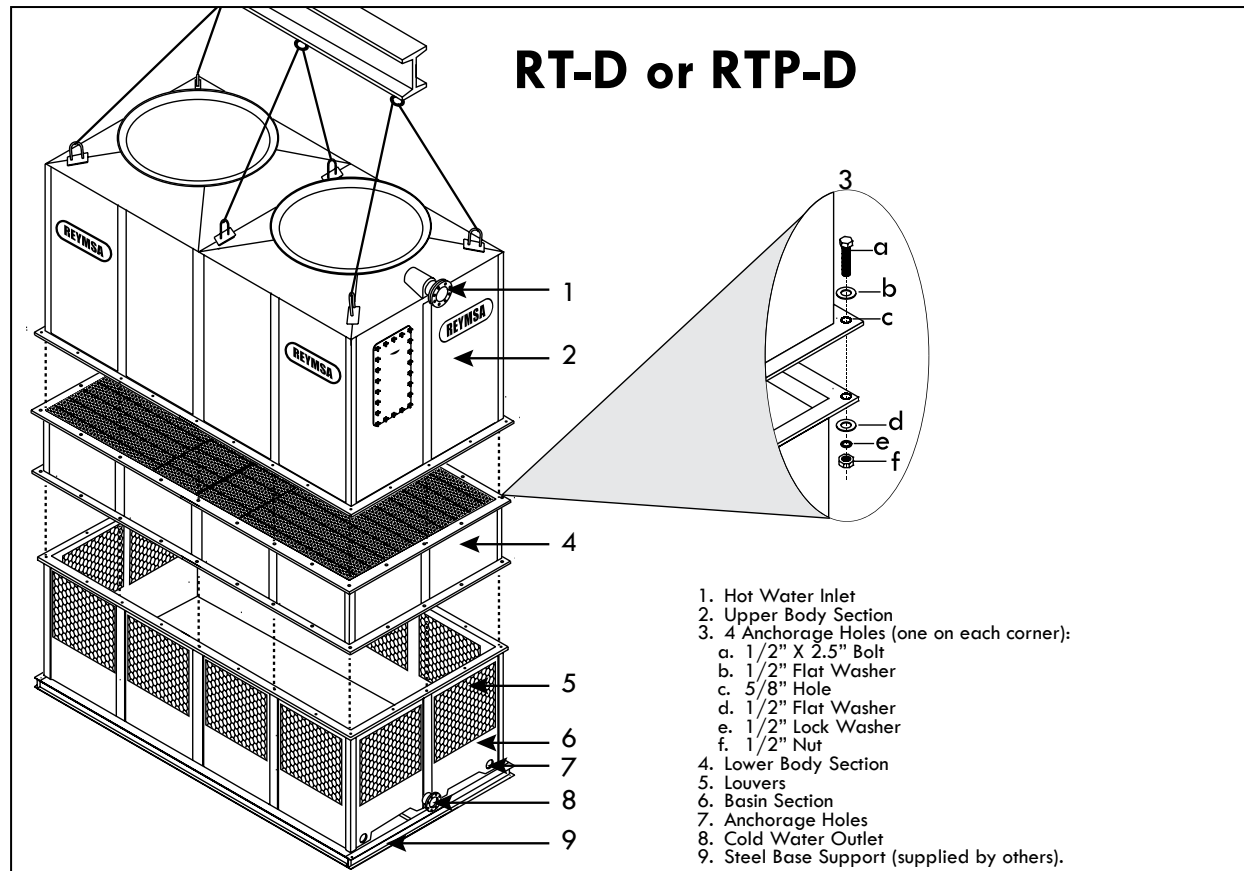 RT-D or RTP-D
REYMSA
REYMSA
REYMSA
1
2
3
a
b
c
d
e
f
4
5
6
7
8
9
1. Hot Water Inlet
2. Upper Body Section
3. 4 Anchorage Holes (one on each corner):
a. 1/2” X 2.5” Bolt
b. 1/2” Flat Washer
c. 5/8” Hole
d. 1/2” Flat Washer
e. 1/2” Lock Washer
f. 1/2” Nut
4. Lower Body Section
5. Louvers
6. Basin Section
7. Anchorage Holes
8. Cold Water Outlet
9. Steel Base Support (supplied by others).